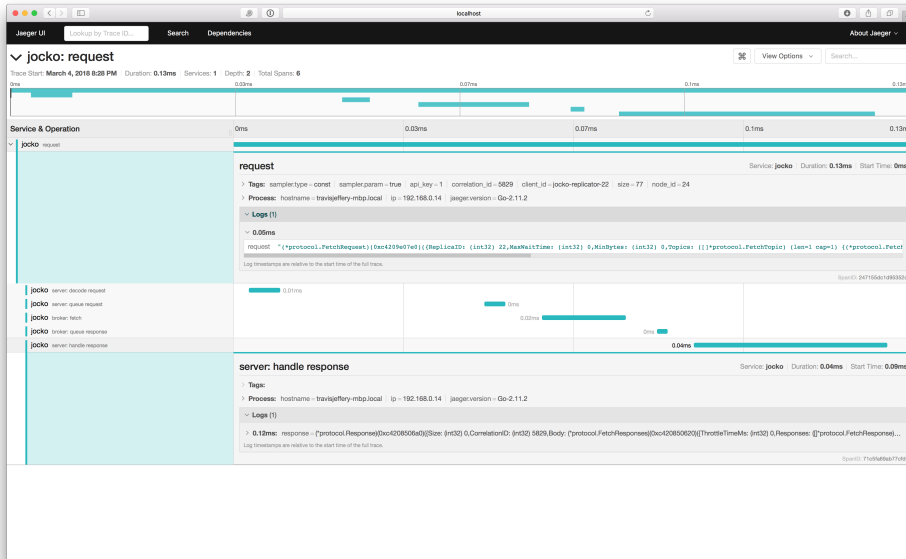 localhost
Jaeger UI Lookup by Trace ID... Search Dependencies About Jaeger
jocko: request
View Options Search...
Trace Start: March 4, 2018 8:28 PM Duration: 0.13ms Services: 1 Depth: 2 Total Spans: 6
0ms 0.03ms 0.07ms 0.1ms 0.13m
Service & Operation 0ms 0.03ms 0.07ms 0.1ms 0.13m
jocko request
request Service: jocko Duration: 0.13ms Start Time: 0ms
Tags: sampler.type = const sampler.param = true api_key = 1 correlation_id = 5829 client_id = jocko-replicator-22 size = 77 node_id = 24
Process: hostname = travisjeffery-mbp.local ip = 192.168.0.14 jaeger.version = Go-2.11.2
Logs (1)
0.05ms
request "(*protocol.FetchRequest)(0xc4209e07e0)({ReplicaID: (int32) 22,MaxWaitTime: (int32) 0,MinBytes: (int32) 0,Topics: ([]*protocol.FetchTopic) (len=1 cap=1) {(*protocol.Fetch
Log timestamps are relative to the start time of the full trace.
SpanID:
jocko server: decode request 0.01ms
jocko server: queue request 0ms
jocko broker: fetch 0.02ms
jocko broker: queue response 0ms
jocko server: handle response 0.04ms
server: handle response Service: jocko Duration: 0.04ms Start Time: 0.09ms
Tags:
Process: hostname = travisjeffery-mbp.local ip = 192.168.0.14 jaeger.version = Go-2.11.2
Logs (1)
0.12ms: response = (*protocol.Response)(0xc4208506a0)({Size: (int32) 0,CorrelationID: (int32) 5829,Body: (*protocol.FetchResponses)(0xc420850620)({ThrottleTimeMs: (int32) 0,Responses: ([]*protocol.FetchResponse)...
Log timestamps are relative to the start time of the full trace.
SpanID: